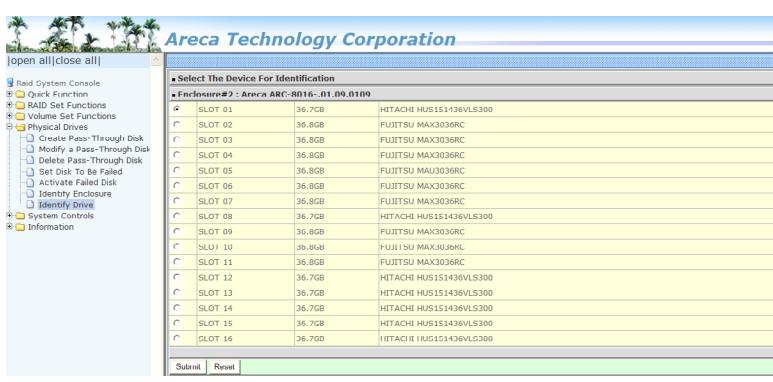 Areca Technology Corporation
|open all|close all|
Raid System Console
Quick Function
RAID Set Functions
Volume Set Functions
Physical Drives
Create Pass-Through Disk
Modify a Pass-Through Disk
Delete Pass-Through Disk
Set Disk To Be Failed
Activate Failed Disk
Identify Enclosure
Identify Drive
System Controls
Information
Select The Device For Identification
Enclosure#2 : Areca ARC-8016-.01.09.0109
SLOT 01 36.7GB HITACHI HUS151436VLS300
SLOT 02 36.8GB FUJITSU MAX3036RC
SLOT 03 36.8GB FUJITSU MAX3036RC
SLOT 04 36.8GB FUJITSU MAX3036RC
SLOT 05 36.8GB FUJITSU MAU3036RC
SLOT 06 36.8GB FUJITSU MAX3036RC
SLOT 07 36.8GB FUJITSU MAX3036RC
SLOT 08 36.7GB HITACHI HUS151436VLS300
SLOT 09 36.8GB FUJITSU MAX3036RC
SLOT 10 36.8GB FUJITSU MAX3036RC
SLOT 11 36.8GB FUJITSU MAX3036RC
SLOT 12 36.7GB HITACHI HUS151436VLS300
SLOT 13 36.7GB HITACHI HUS151436VLS300
SLOT 14 36.7GB HITACHI HUS151436VLS300
SLOT 15 36.7GB HITACHI HUS151436VLS300
SLOT 16 36.7GB HITACHI HUS151436VLS300
Submit Reset